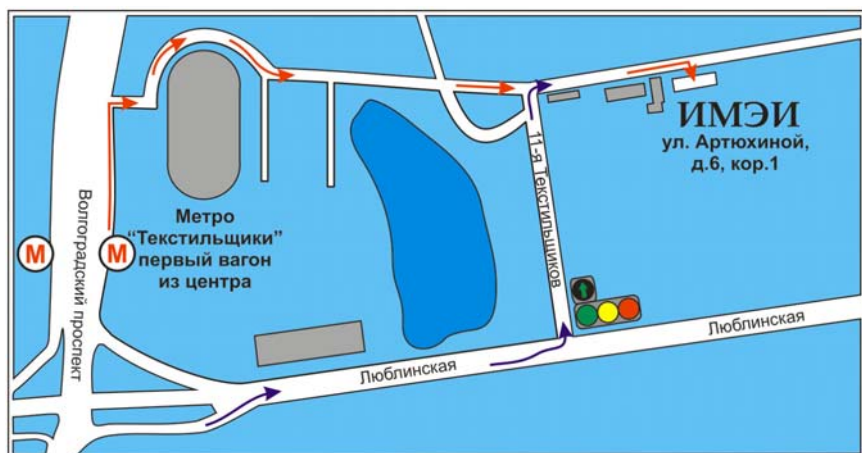 ИМЭИ
ул. Артюхиной,
д.6, кор.1
11-я Текстильщиков
Волгоградский проспект
Метро
“Текстильщики”
первый вагон
из центра
М
М
Люблинская
Люблинская